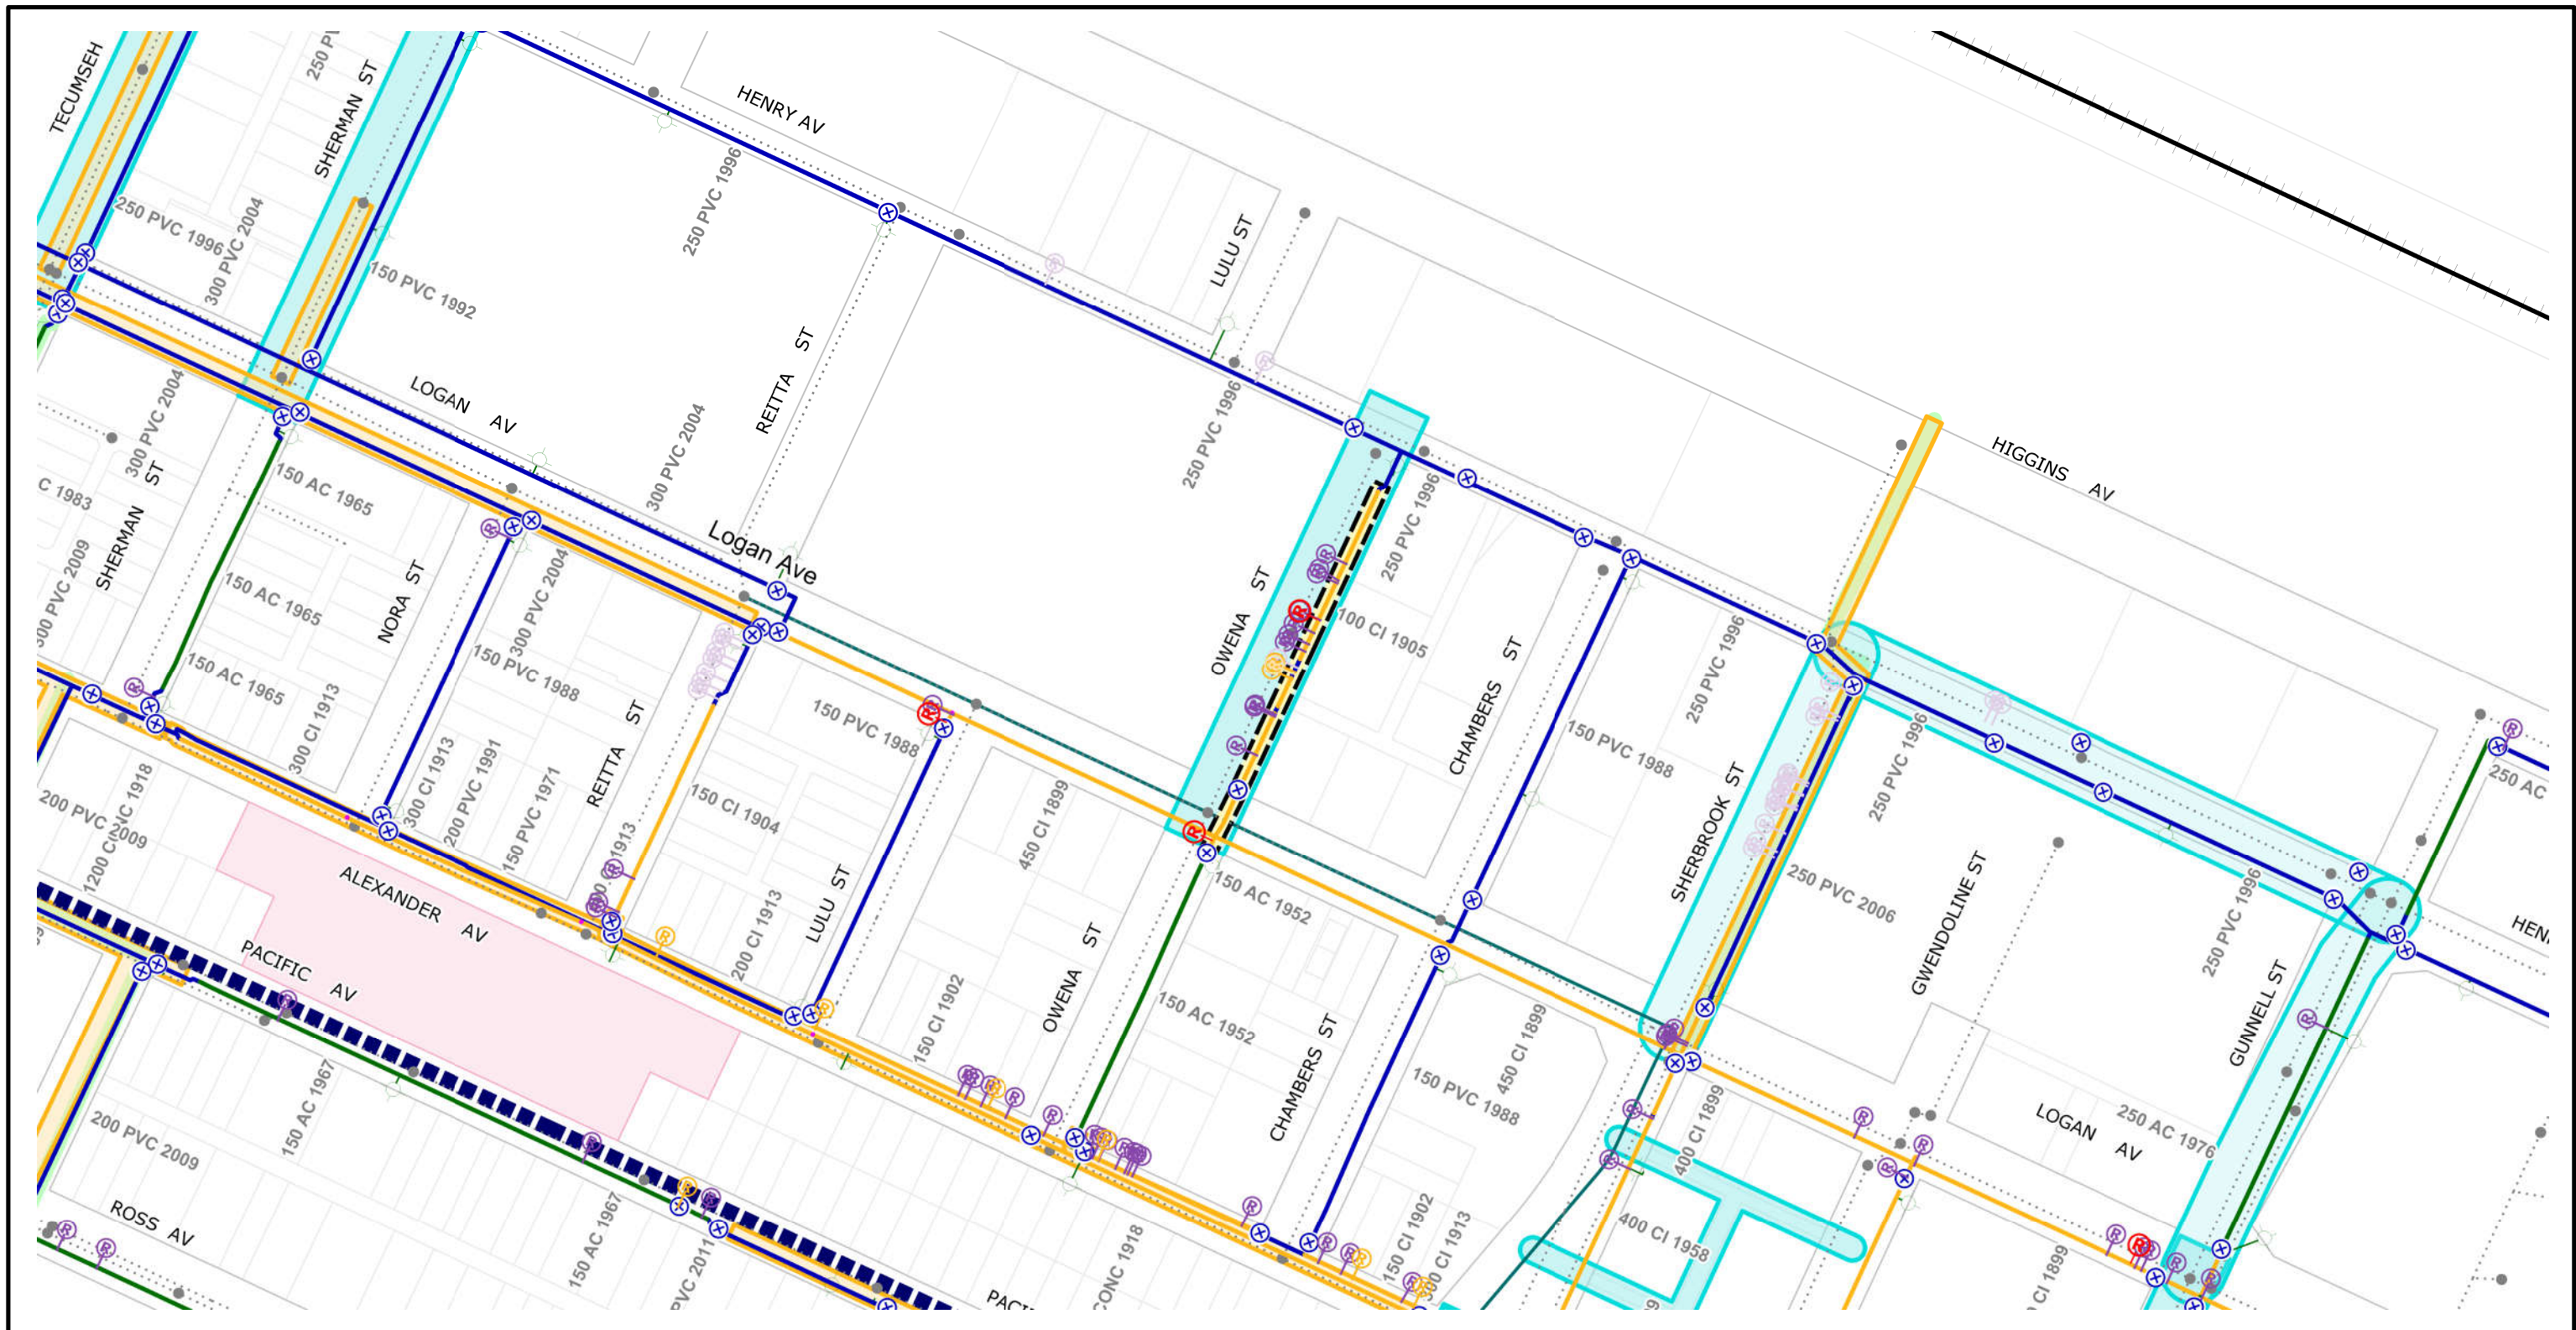 TECUMSEH
SHERMAN ST
HENRY AV
250 PVC 1996
300 PVC 2004
150 PVC 1992
250 PVC 1996
LULU ST
REITTA ST
LOGAN AV
300 PVC 2004
300 PVC 2004
250 PVC 1996
250 PVC 1996
HIGGINS AV
SHERMAN ST
150 AC 1965
Logan Ave
C 1983
150 AC 1965
NORA ST
300 PVC 2004
150 PVC 1988
150 AC 1965
300 CI 1913
REITTA ST
150 PVC 1988
OWENA ST
100 CI 1905
CHAMBERS ST
250 PVC 1996
150 PVC 1988
250 PVC 1996
250 AC
200 PVC 2009
300 CI 1913
200 PVC 1991
150 PVC 1971
150 CI 1904
450 CI 1899
SHERBROOK ST
250 PVC 2006
GWENDOLINE ST
250 PVC 1996
ALEXANDER AV
PACIFIC AV
200 CI 1913
LULU ST
150 CI 1902
OWENA ST
150 AC 1952
150 AC 1952
CHAMBERS ST
450 CI 1899
150 PVC 1988
400 CI 1899
GUNNELL ST
LOGAN AV
250 AC 1976
200 PVC 2009
150 AC 1967
ROSS AV
150 AC 1967
PVC 2011
CONC 1918
150 CI 1902
400 CI 1958
CI 1899